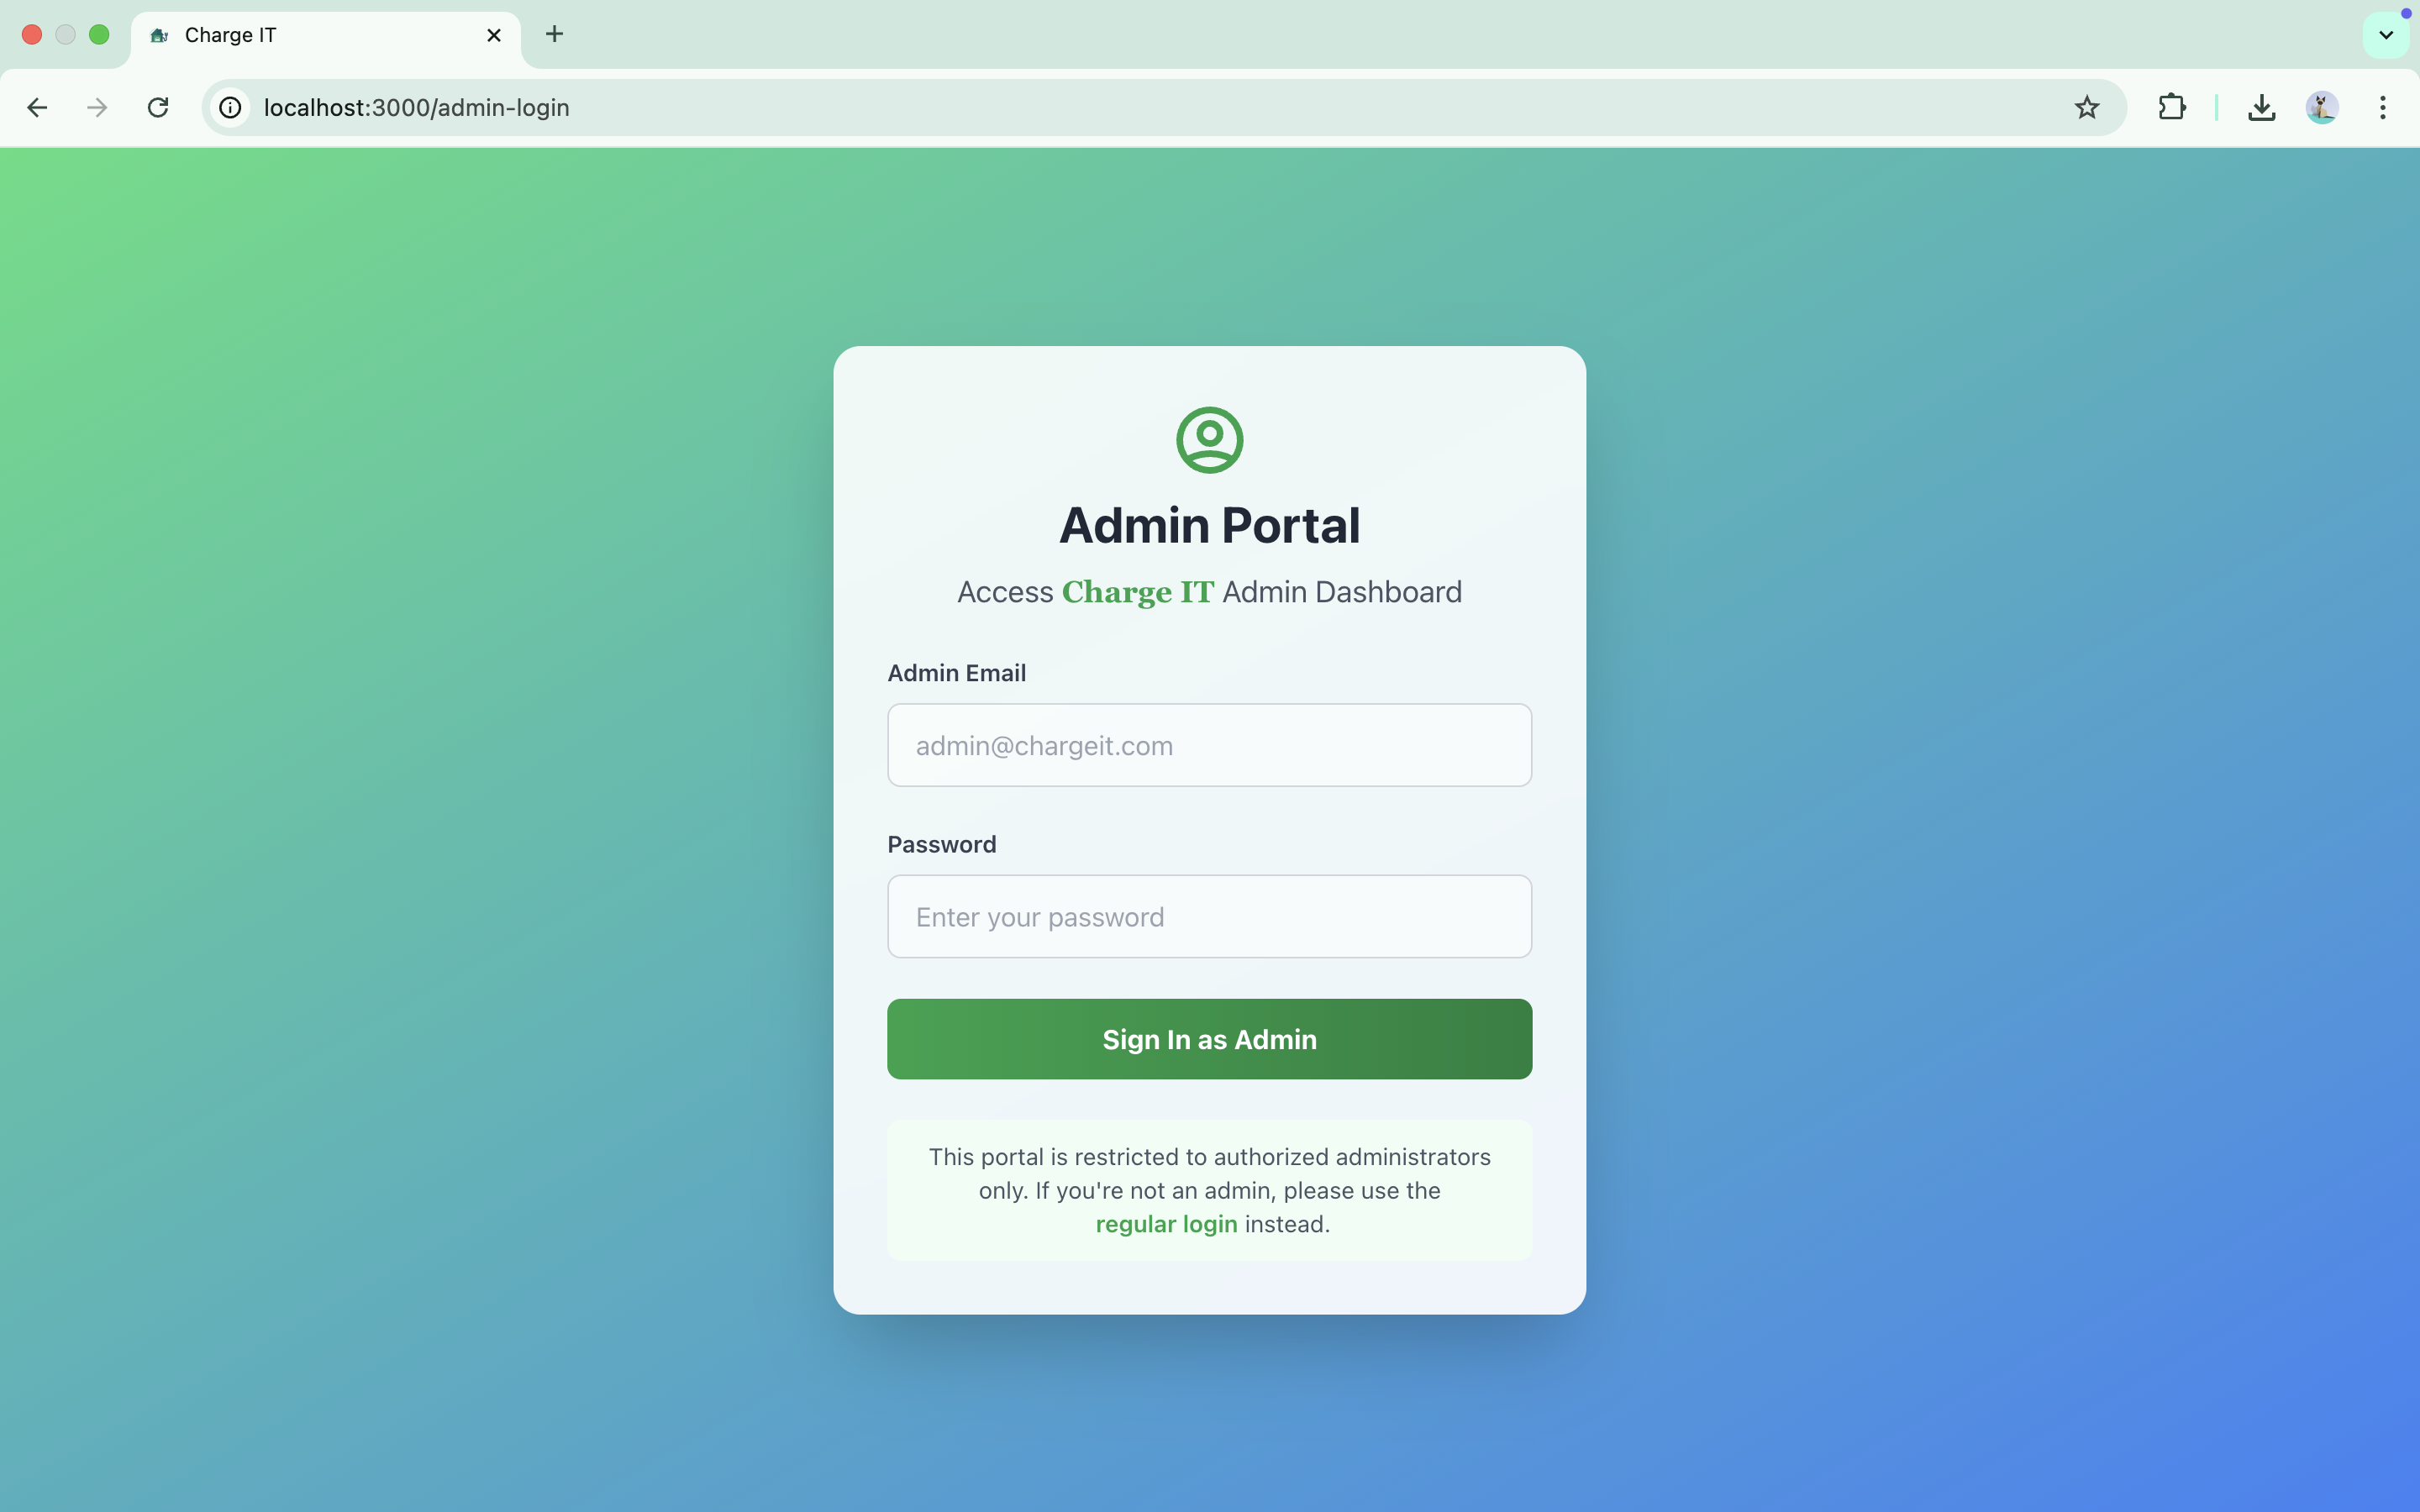 Charge IT
localhost:3000/admin-login
Admin Portal
Access Charge IT Admin Dashboard
Admin Email
admin@chargeit.com
Password
Enter your password
Sign In as Admin
This portal is restricted to authorized administrators
only. If you're not an admin, please use the
regular login instead.